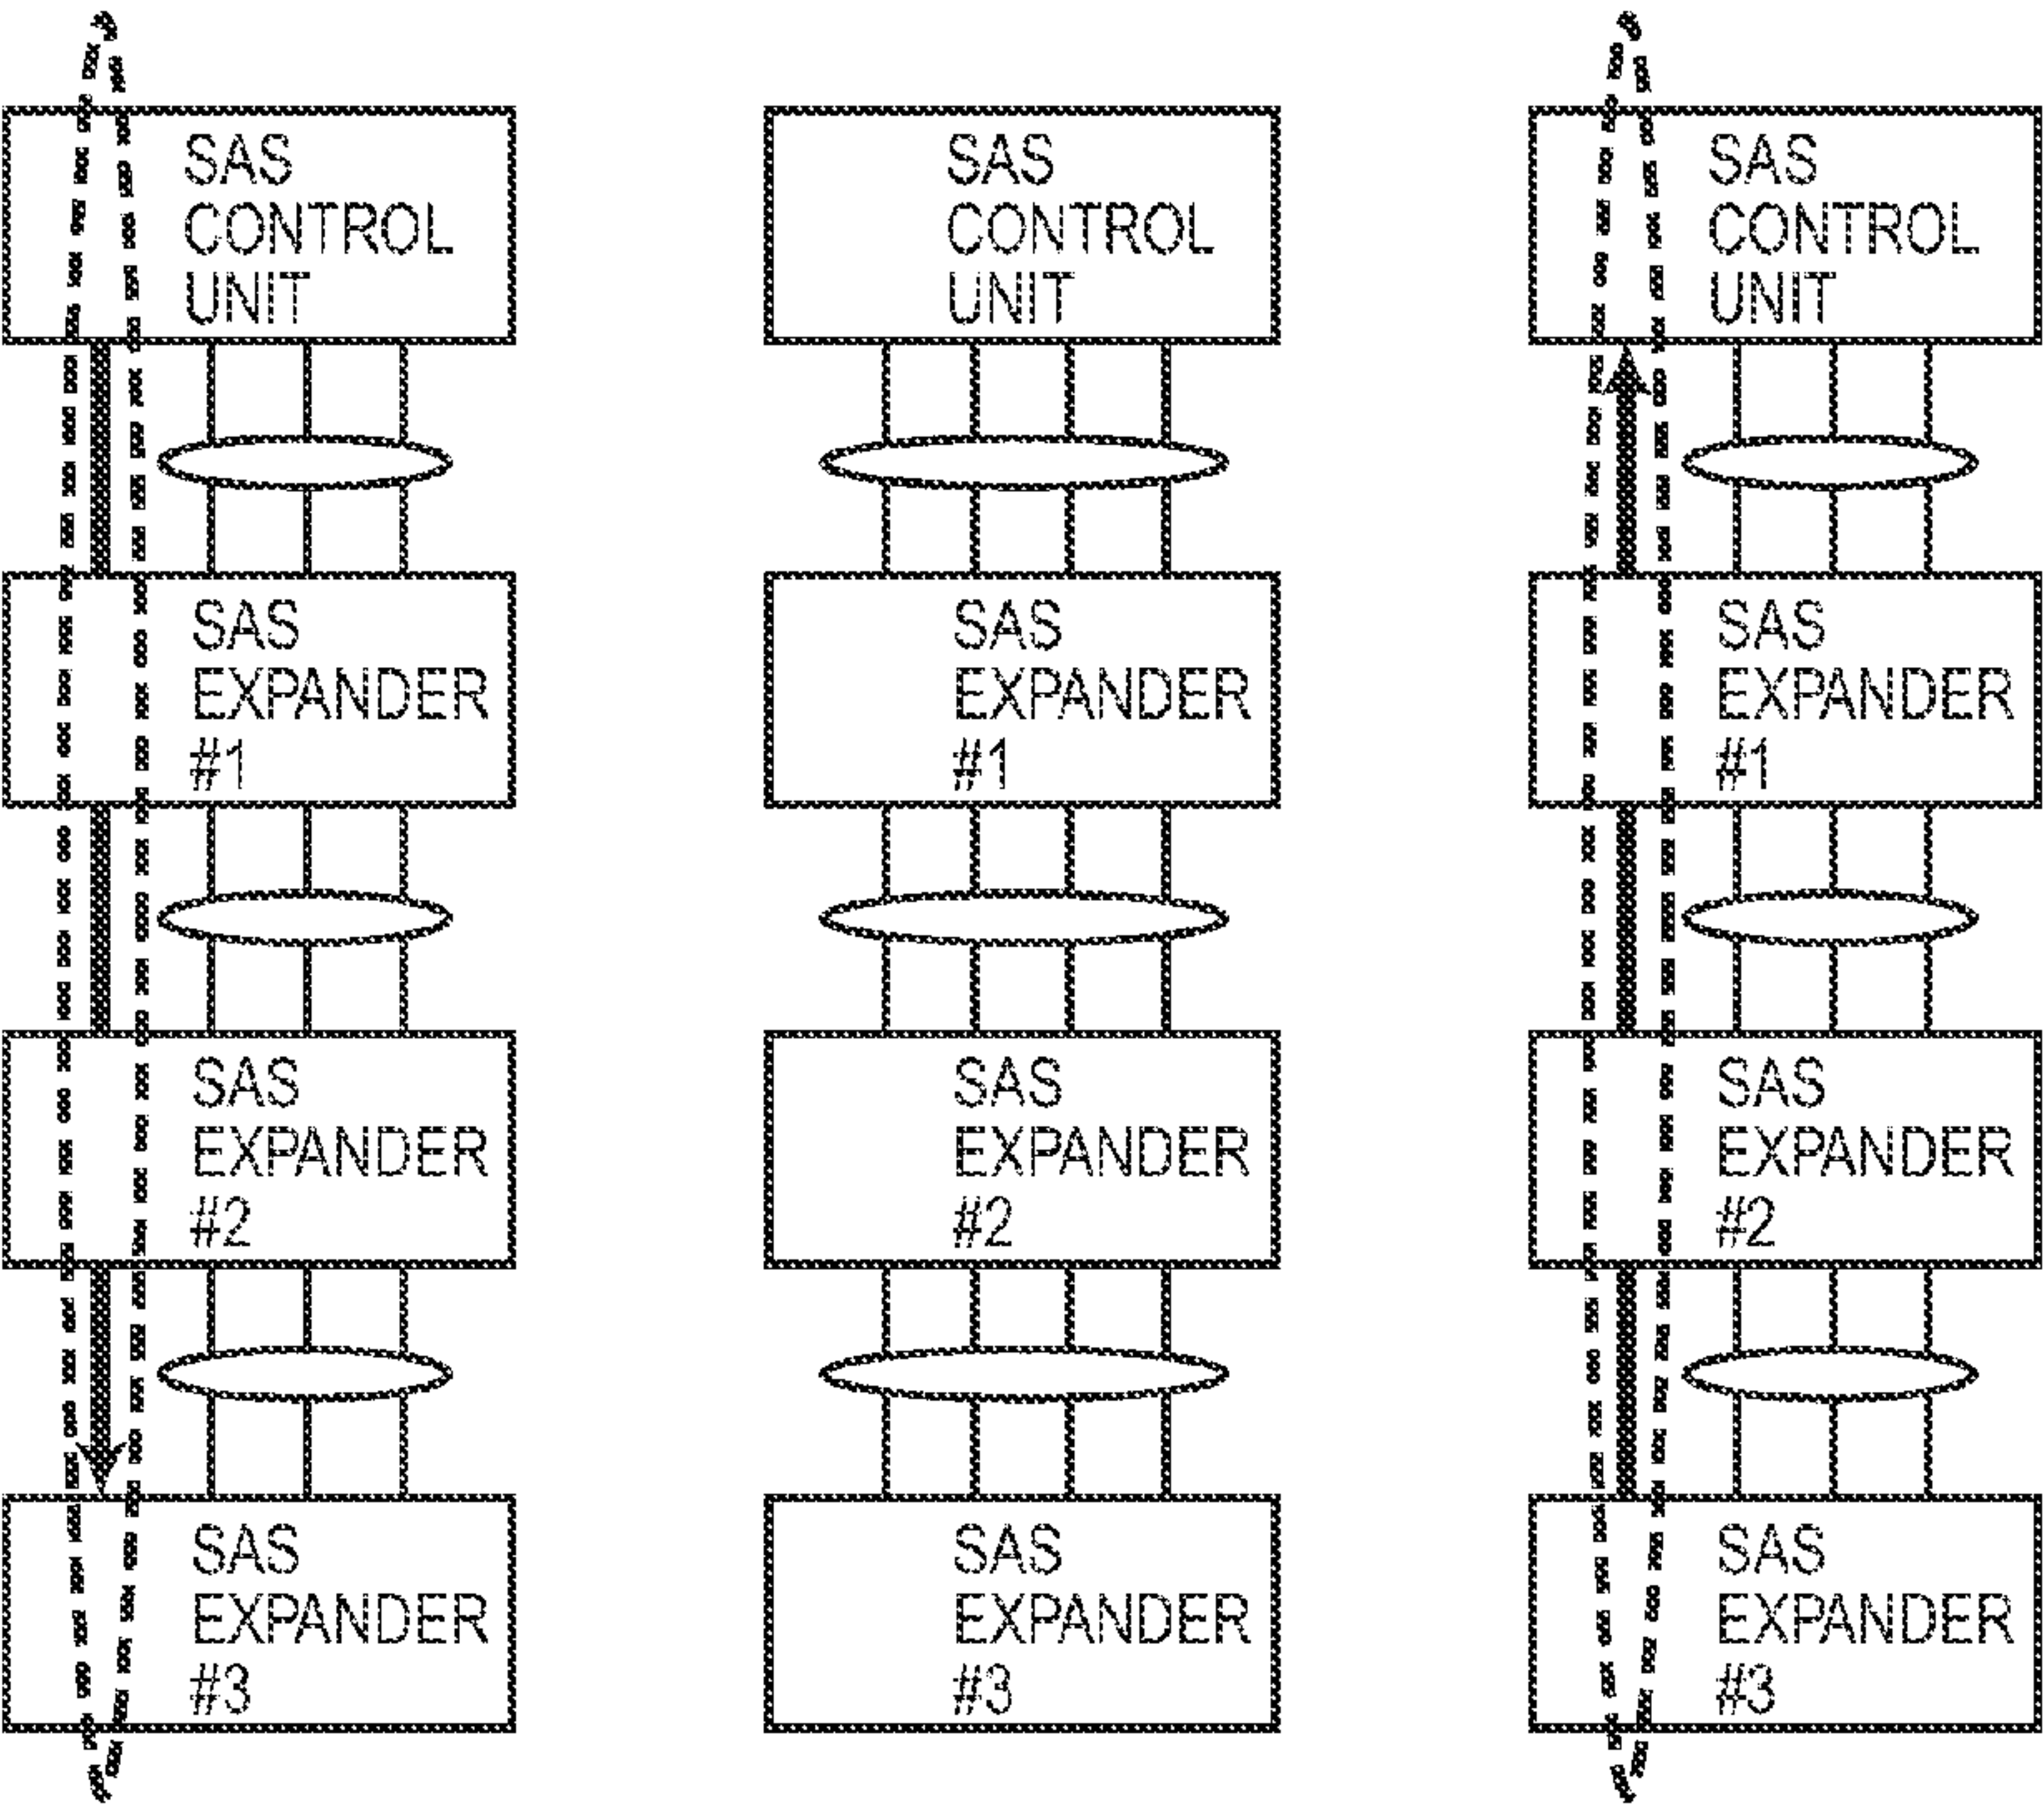 SAS
CONTROL
UNIT
SAS
EXPANDER
#1
SAS
EXPANDER
#2
SAS
EXPANDER
#3
SAS
CONTROL
UNIT
SAS
EXPANDER
#1
SAS
EXPANDER
#2
SAS
EXPANDER
#3
SAS
CONTROL
UNIT
SAS
EXPANDER
#1
SAS
EXPANDER
#2
SAS
EXPANDER
#3